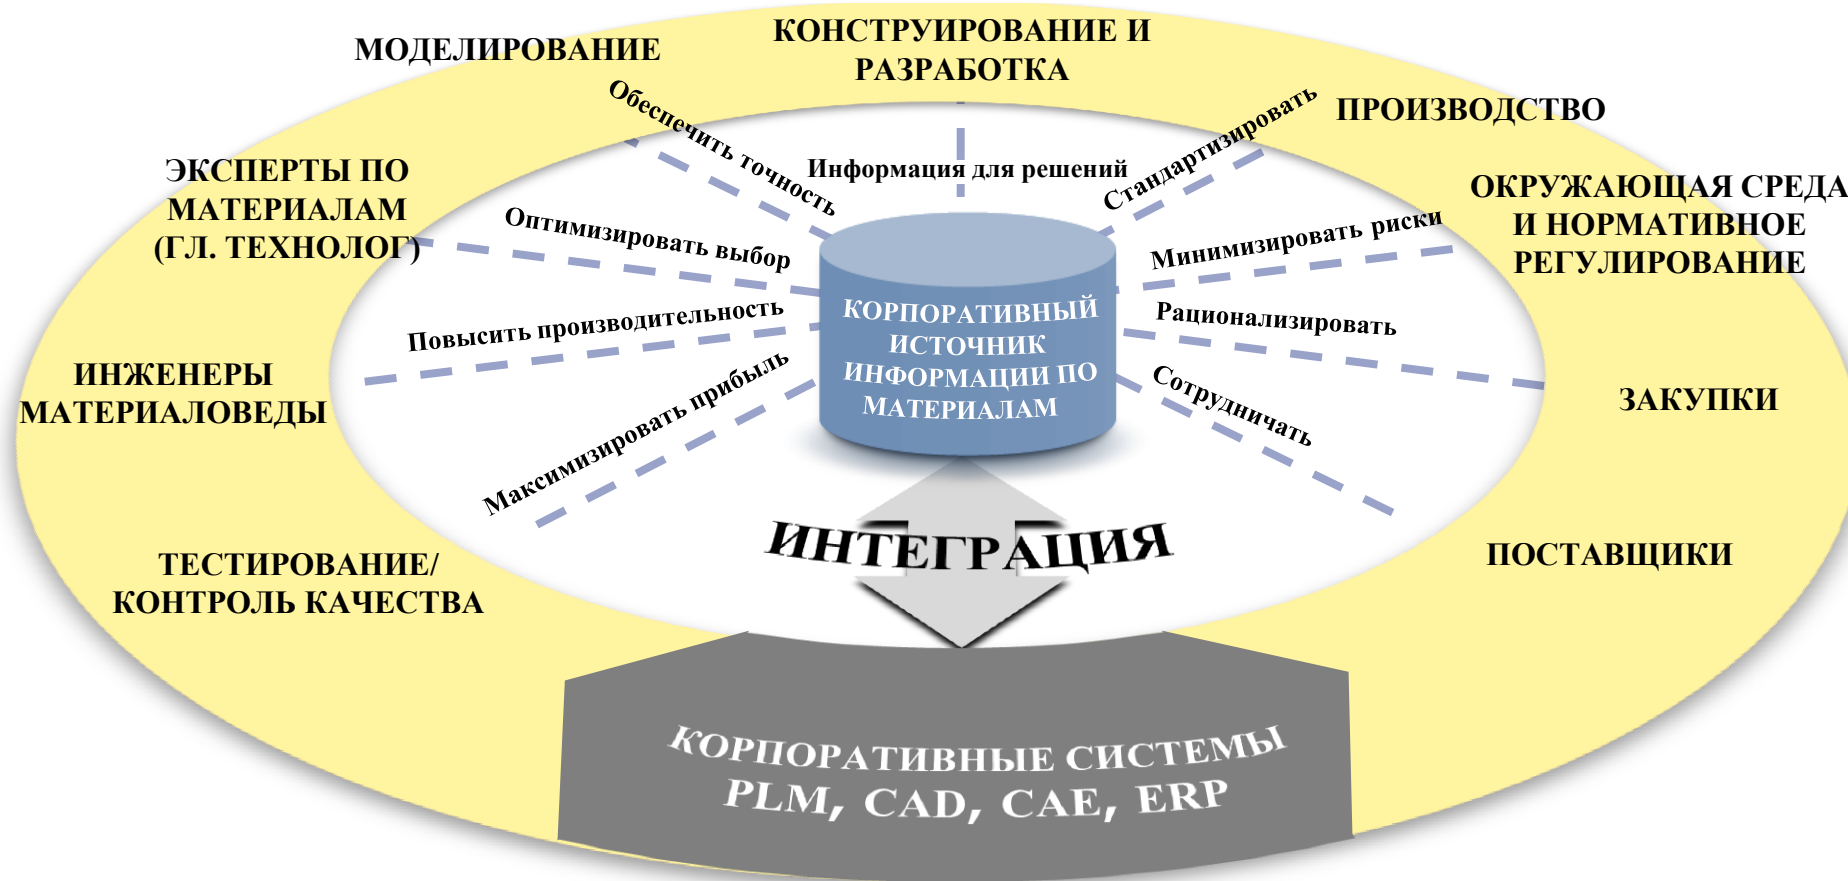 КОНСТРУИРОВАНИЕ И
РАЗРАБОТКА
МОДЕЛИРОВАНИЕ
ПРОИЗВОДСТВО
Обеспечить точность
Информация для решений
Стандартизировать
ЭКСПЕРТЫ ПО
МАТЕРИАЛАМ
(ГЛ. ТЕХНОЛОГ)
ОКРУЖАЮЩАЯ СРЕДА
И НОРМАТИВНОЕ
РЕГУЛИРОВАНИЕ
Оптимизировать выбор
Минимизировать риски
Повысить производительность
Рационализировать
КОРПОРАТИВНЫЙ
ИСТОЧНИК
ИНФОРМАЦИИ ПО
МАТЕРИАЛАМ
ИНЖЕНЕРЫ
МАТЕРИАЛОВЕДЫ
Максимизировать прибыль
Сотрудничать
ЗАКУПКИ
ИНТЕГРАЦИЯ
ТЕСТИРОВАНИЕ/
КОНТРОЛЬ КАЧЕСТВА
ПОСТАВЩИКИ
КОРПОРАТИВНЫЕ СИСТЕМЫ
PLM, CAD, CAE, ERP